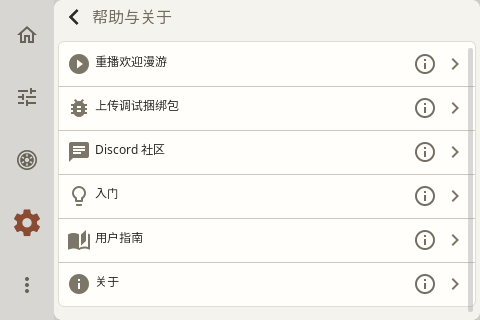 帮助与关于
重播欢迎漫游
上传调试捆绑包
Discord 社区
入门
用户指南
关于